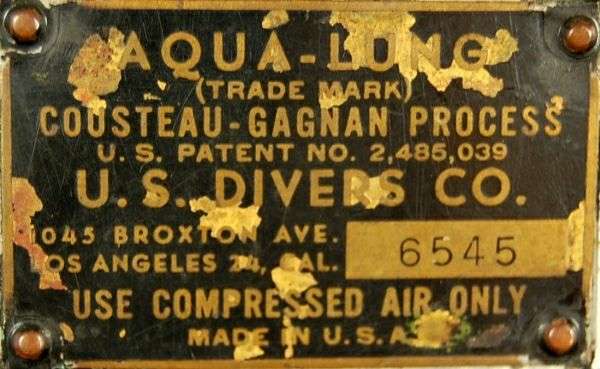 AQUA-LUNG
(TRADE MARK)
COUSTEAU-GAGNAN PROCESS
U.S. PATENT NO. 2,485,039
U.S. DIVERS CO.
1045 BROXTON AVE.
LOS ANGELES 24, CAL.
6545
USE COMPRESSED AIR ONLY
MADE IN U.S.A.